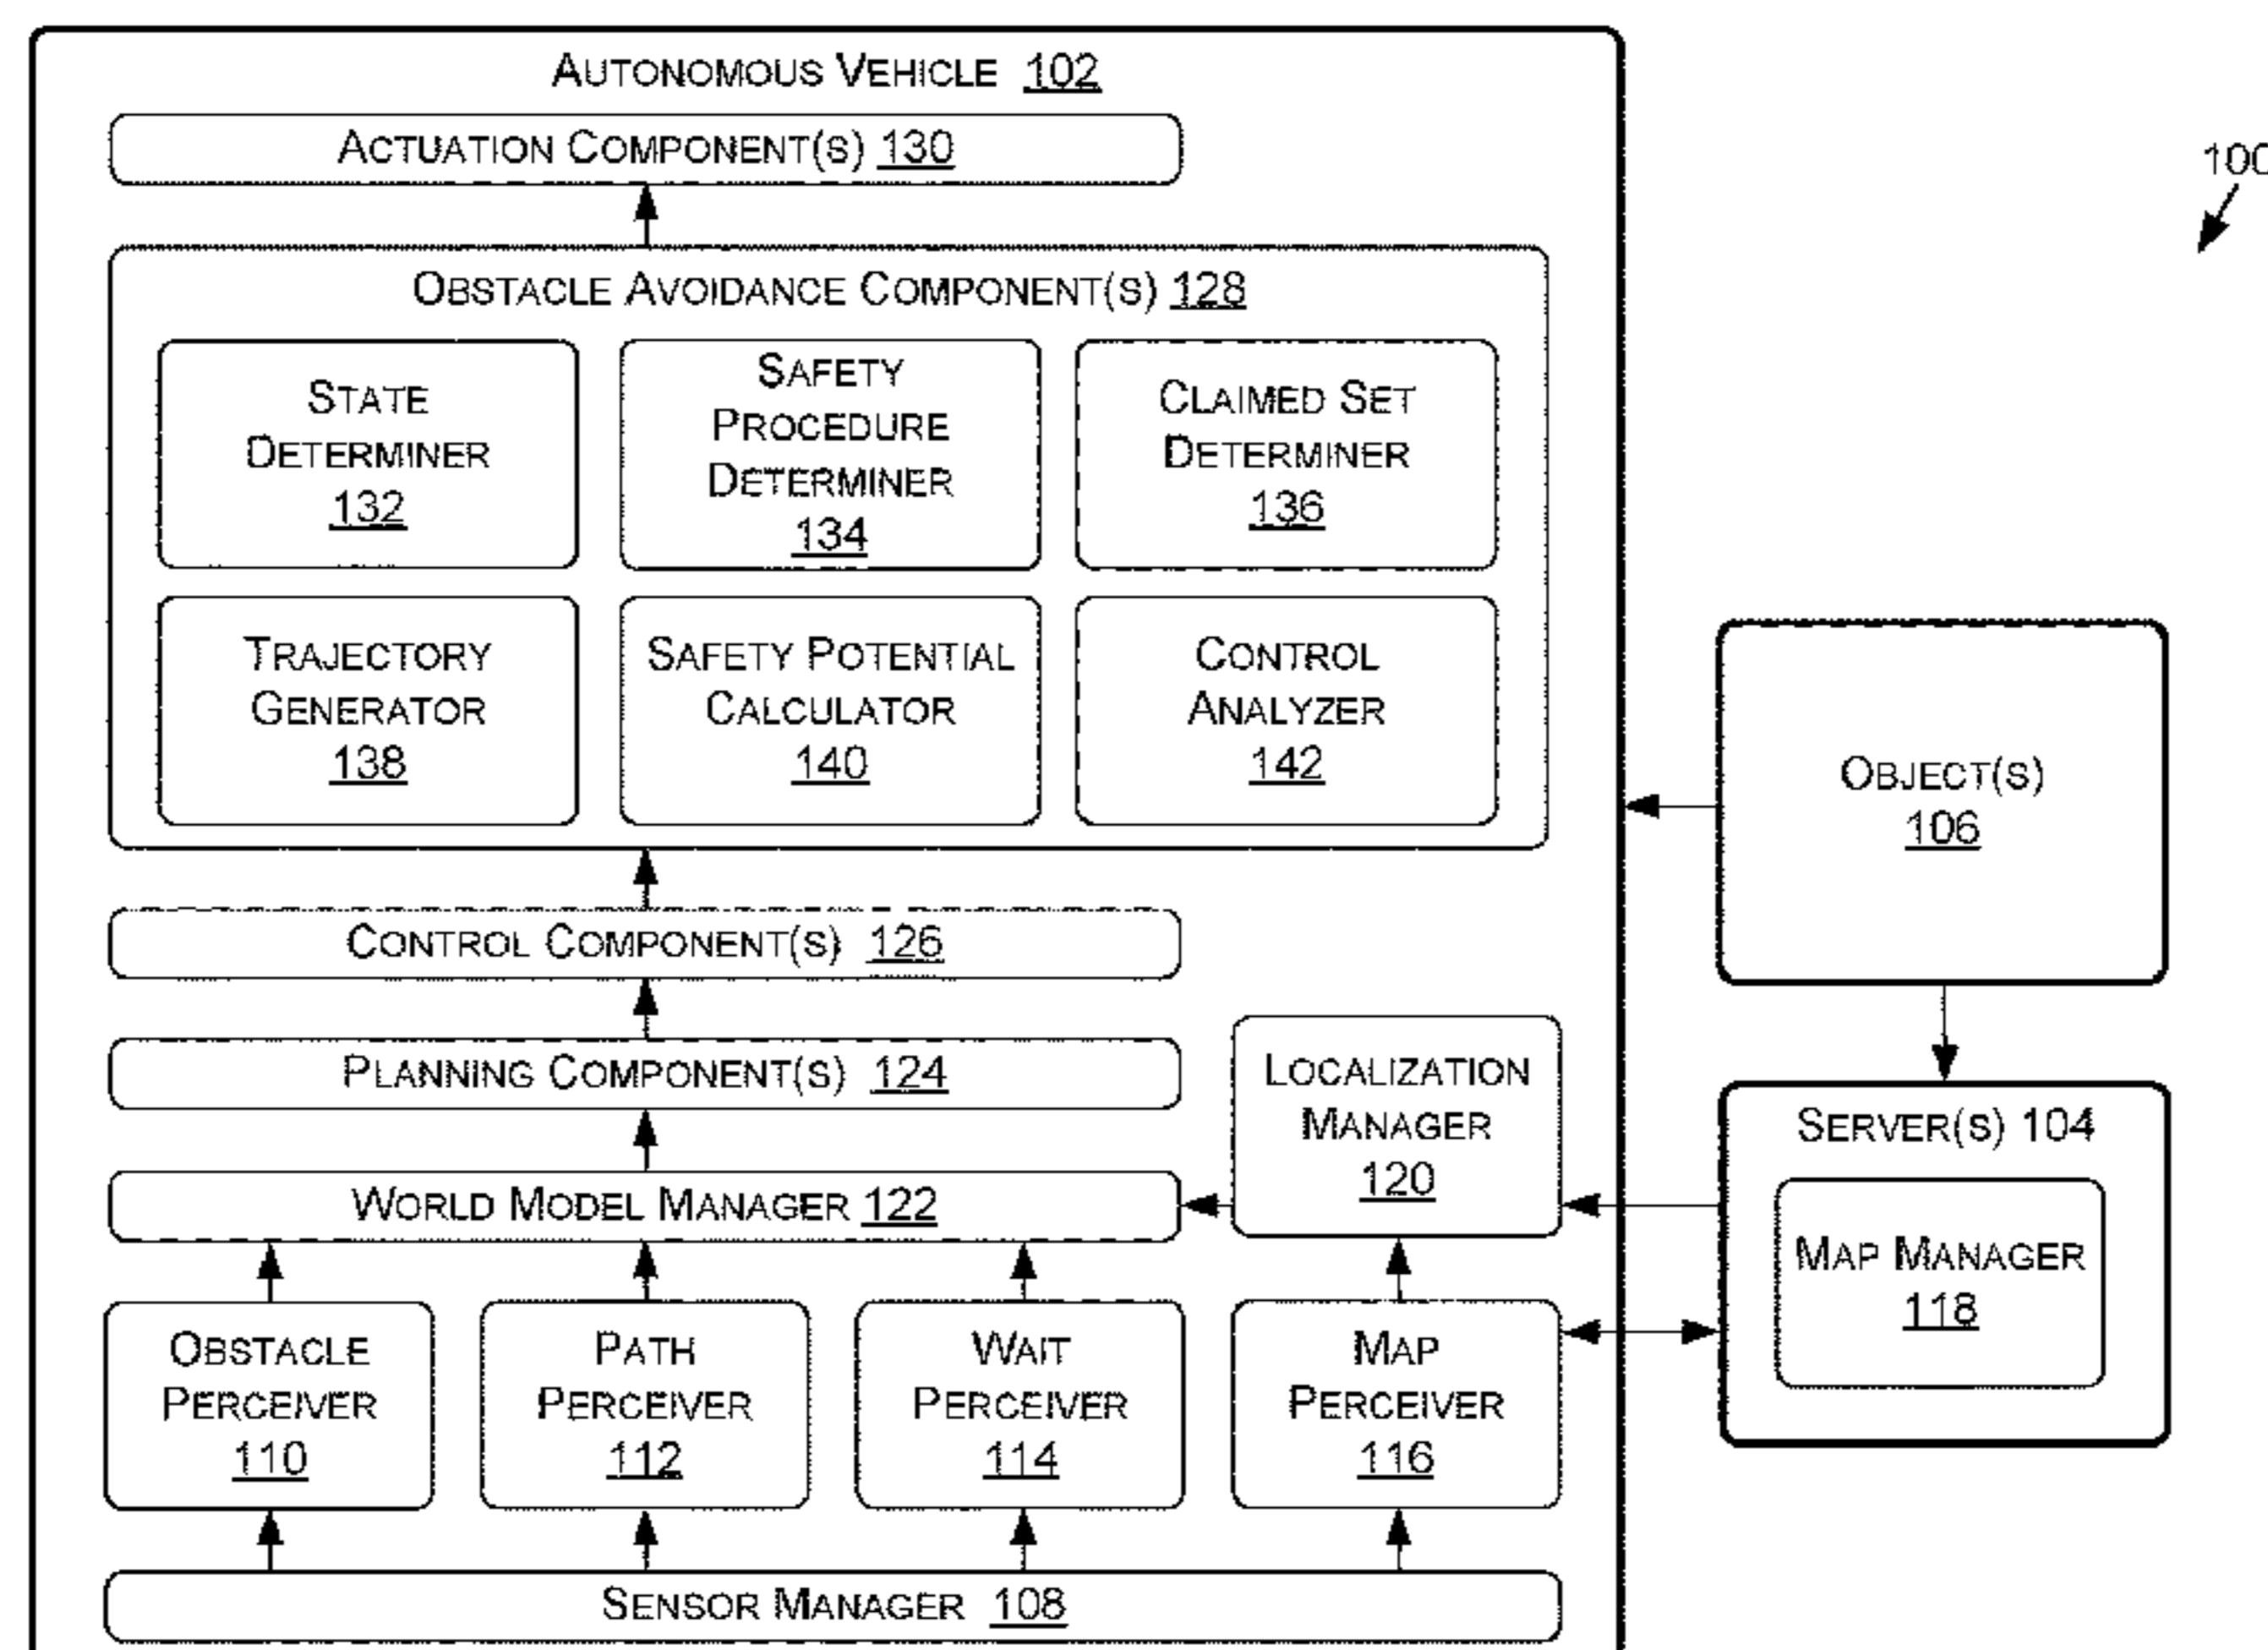 AUTONOMOUS VEHICLE 102
ACTUATION COMPONENT(S) 130
100
OBSTACLE AVOIDANCE COMPONENT(S) 128
STATE
DETERMINER
132
SAFETY
PROCEDURE
DETERMINER
134
CLAIMED SET
DETERMINER
136
TRAJECTORY
GENERATOR
138
SAFETY POTENTIAL
CALCULATOR
140
CONTROL
ANALYZER
142
OBJECT(S)
106
CONTROL COMPONENT(S) 126
PLANNING COMPONENT(S) 124
LOCALIZATION
MANAGER
120
SERVER(S) 104
MAP MANAGER
118
WORLD MODEL MANAGER 122
OBSTACLE
PERCEIVER
110
PATH
PERCEIVER
112
WAIT
PERCEIVER
114
MAP
PERCEIVER
116
SENSOR MANAGER 108